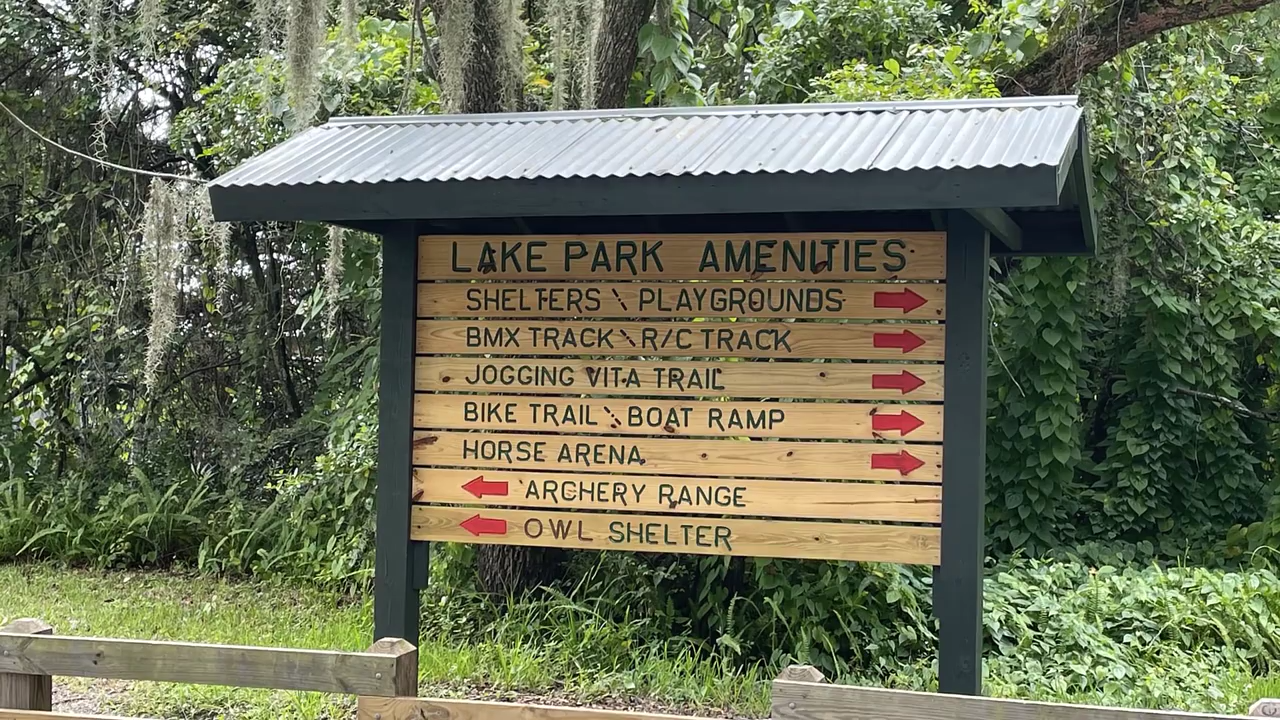 LAKE PARK AMENITIES
SHELTERS \ PLAYGROUNDS
BMX TRACK \ R/C TRACK
JOGGING VITA TRAIL
BIKE TRAIL \ BOAT RAMP
HORSE ARENA
ARCHERY RANGE
OWL SHELTER